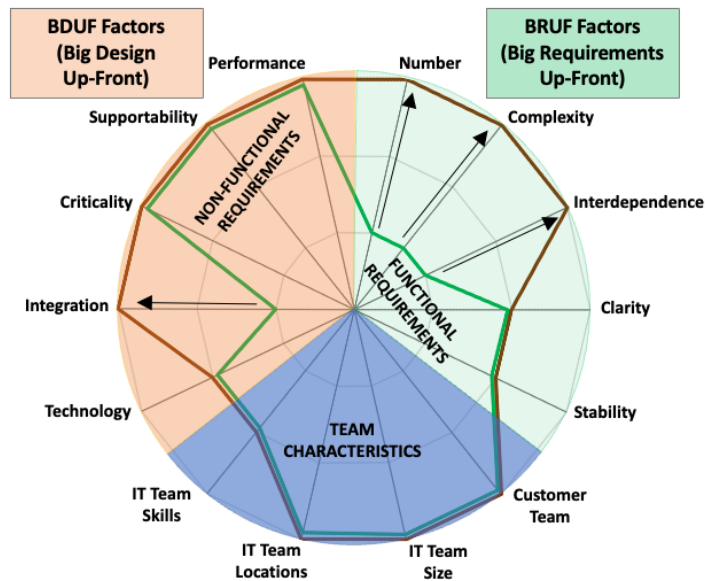 BDUF Factors
(Big Design
Up-Front)
BRUF Factors
(Big Requirements
Up-Front)
Performance
Number
Supportability
Complexity
Criticality
Interdependence
Integration
Clarity
Technology
Stability
IT Team
Skills
Customer
Team
IT Team
Locations
IT Team
Size
NON-FUNCTIONAL
REQUIREMENTS
FUNCTIONAL
REQUIREMENTS
TEAM
CHARACTERISTICS